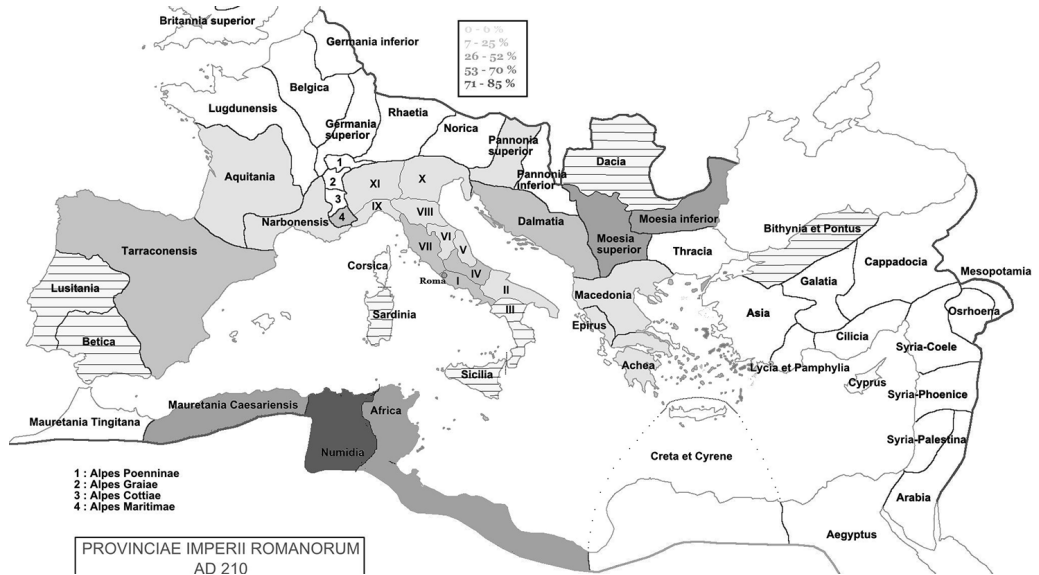 Britannia superior
Germania inferior
0 - 6 %
7 - 25 %
26 - 52 %
53 - 70 %
71 - 85 %
Belgica
Lugdunensis
Rhaetia
Germania
superior
Norica
Pannonia
superior
Dacia
1
2
3
4
Aquitania
XI
X
Pannonia
inferior
IX
VIII
Narbonensis
Dalmatia
Moesia inferior
Bithynia et Pontus
Tarraconensis
VI
VII
V
Moesia
superior
Thracia
Cappadocia
Corsica
Roma
IV
I
II
Mesopotamia
Galatia
Lusitania
Macedonia
Sardinia
III
Asia
Osrhoena
Epirus
Betica
Cilicia
Syria-Coele
Achea
Lycia et Pamphylia
Sicilia
Cyprus
Syria-Phoenice
Mauretania Caesariensis
Africa
Mauretania Tingitana
Syria-Palestina
Numidia
Creta et Cyrene
1 : Alpes Poenninae
2 : Alpes Graiae
3 : Alpes Cottiae
4 : Alpes Maritimae
Arabia
Aegyptus
PROVINCIAE IMPERII ROMANORUM
AD 210